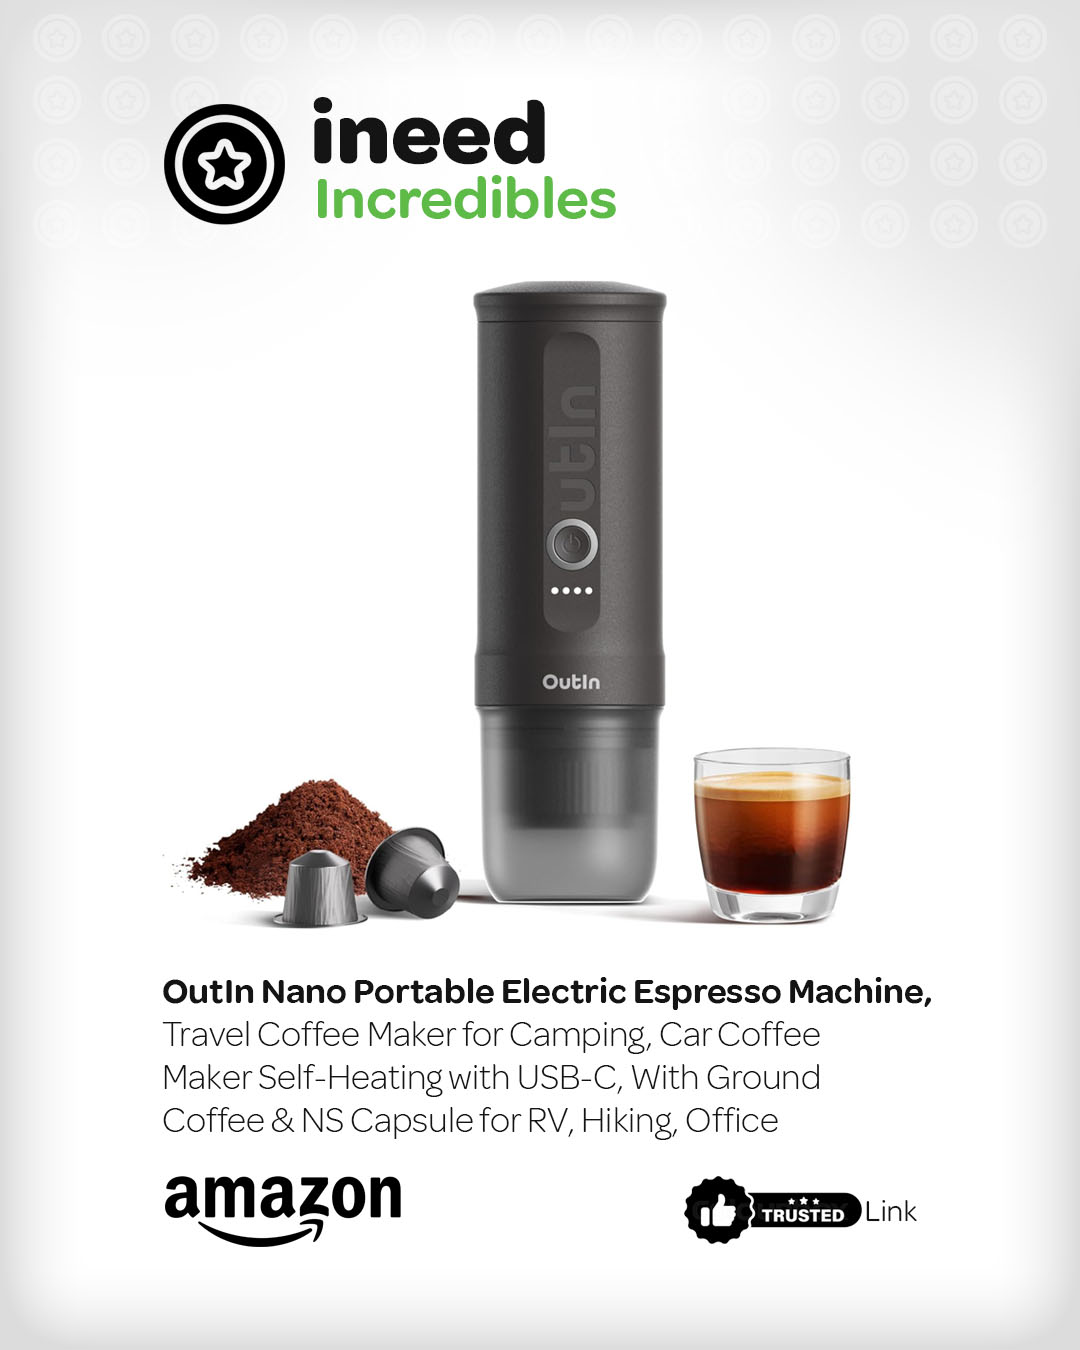 ineed
Incredibles
OutIn
OutIn
OutIn Nano Portable Electric Espresso Machine,
Travel Coffee Maker for Camping, Car Coffee
Maker Self-Heating with USB-C, With Ground
Coffee & NS Capsule for RV, Hiking, Office
amazon
TRUSTED Link